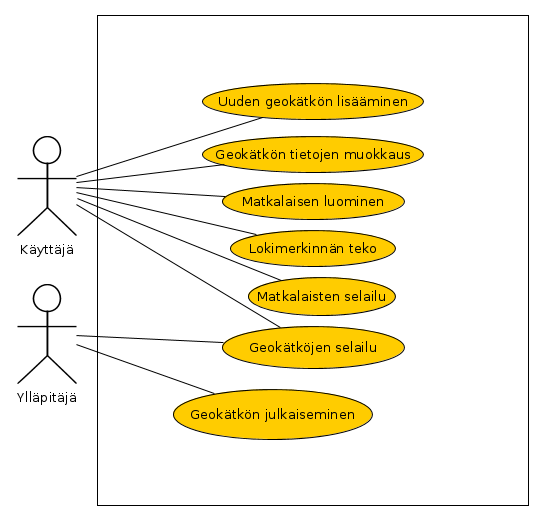 Uuden geokätkön lisääminen
Geokätkön tietojen muokkaus
Matkalaisen luominen
Lokimerkinnän teko
Käyttäjä
Matkalaisten selailu
Geokätköjen selailu
Ylläpitäjä
Geokätkön julkaiseminen